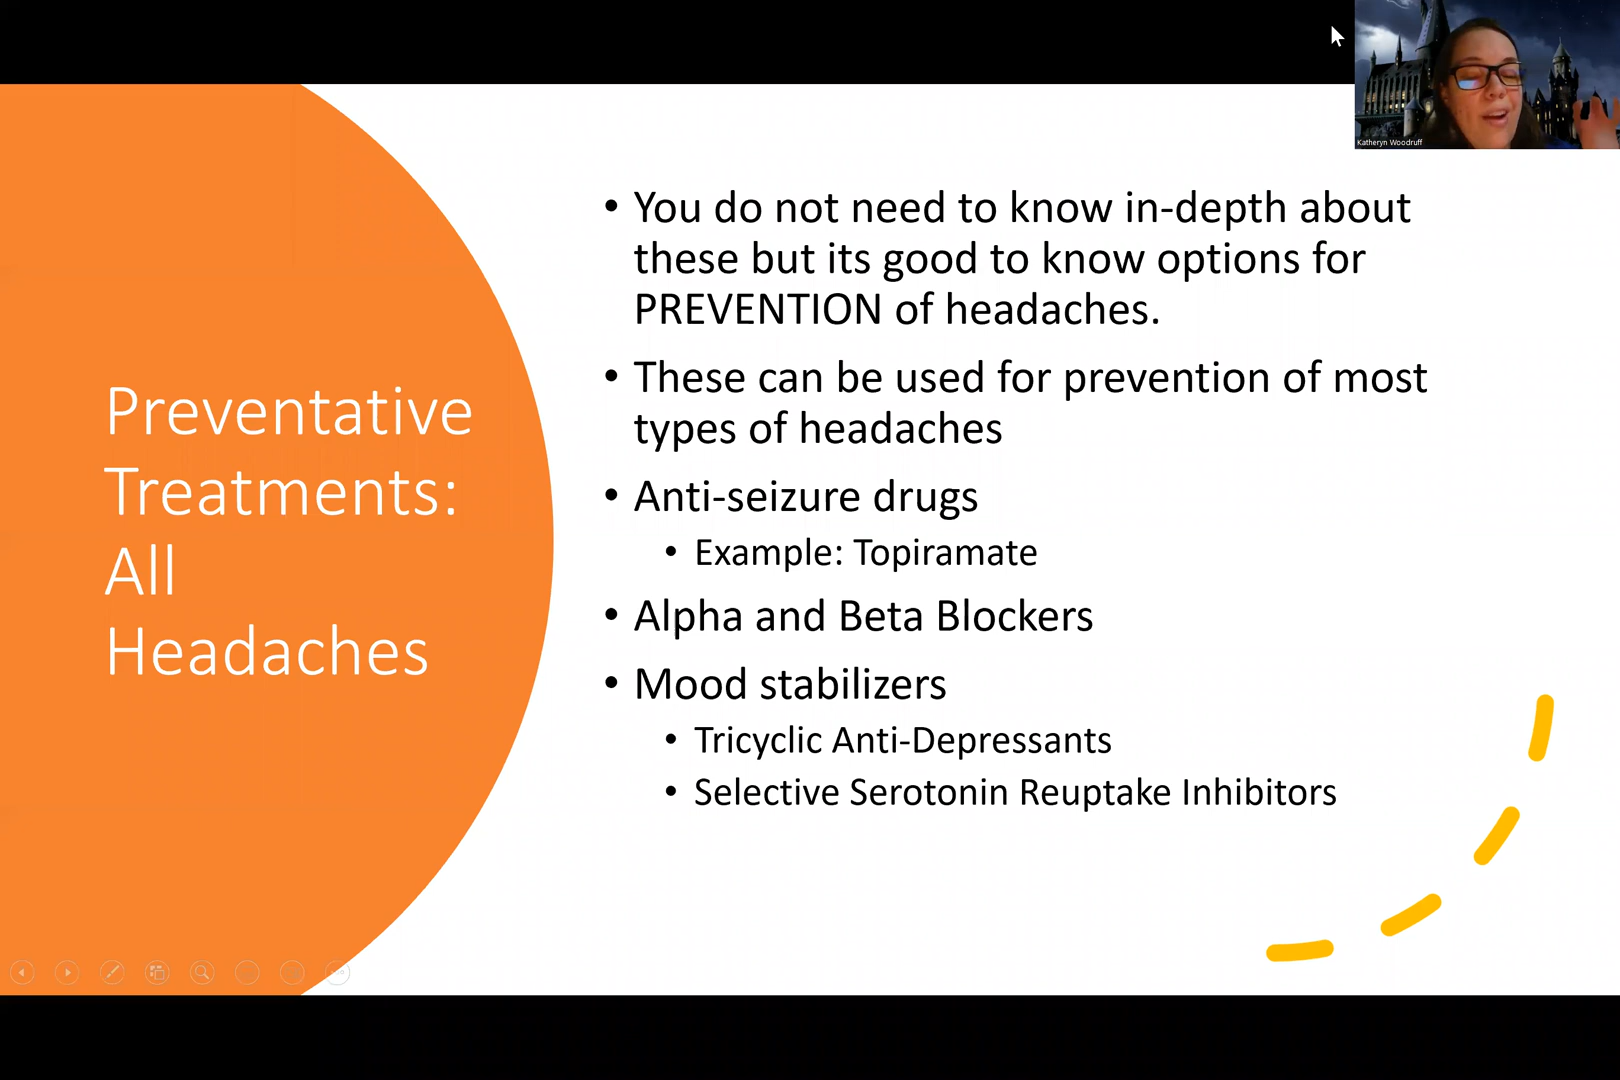 Katheryn Woodruff
Preventative
Treatments:
All
Headaches
• You do not need to know in-depth about
these but its good to know options for
PREVENTION of headaches.
• These can be used for prevention of most
types of headaches
• Anti-seizure drugs
• Example: Topiramate
• Alpha and Beta Blockers
• Mood stabilizers
• Tricyclic Anti-Depressants
• Selective Serotonin Reuptake Inhibitors